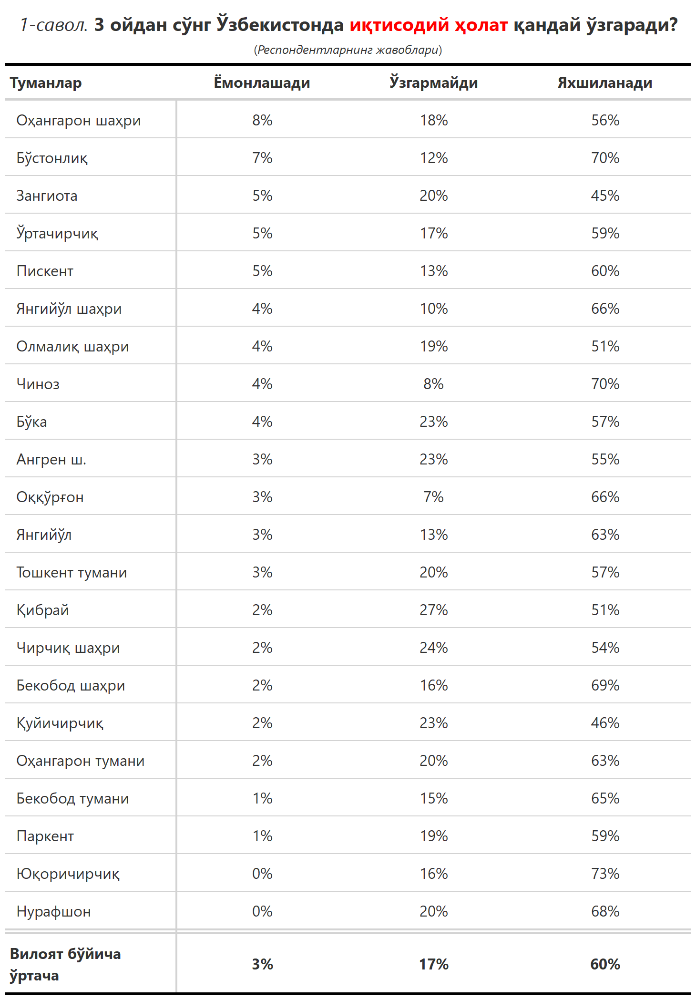 1-савол. 3 ойдан сўнг Ўзбекистонда иқтисодий ҳолат қандай ўзгаради?
(Респондентларнинг жавоблари)
Туманлар Ёмонлашади Ўзгармайди Яхшиланади
Оҳангарон шаҳри 8% 18% 56%
Бўстонлиқ 7% 12% 70%
Зангиота 5% 20% 45%
Ўртачирчиқ 5% 17% 59%
Пискент 5% 13% 60%
Янгийўл шаҳри 4% 10% 66%
Олмалиқ шаҳри 4% 19% 51%
Чиноз 4% 8% 70%
Бўка 4% 23% 57%
Ангрен ш. 3% 23% 55%
Оққўрғон 3% 7% 66%
Янгийўл 3% 13% 63%
Тошкент тумани 3% 20% 57%
Қибрай 2% 27% 51%
Чирчиқ шаҳри 2% 24% 54%
Бекобод шаҳри 2% 16% 69%
Қуйичирчиқ 2% 23% 46%
Оҳангарон тумани 2% 20% 63%
Бекобод тумани 1% 15% 65%
Паркент 1% 19% 59%
Юқоричирчиқ 0% 16% 73%
Нурафшон 0% 20% 68%
Вилоят бўйича
ўртача 3% 17% 60%